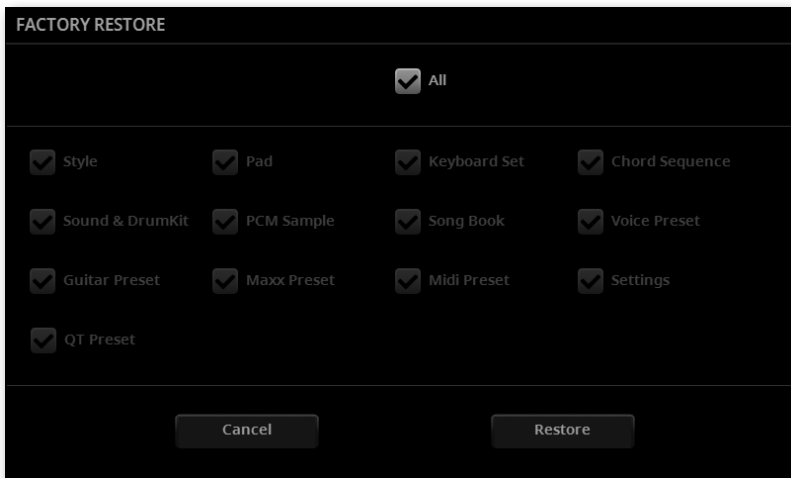 FACTORY RESTORE
All
Style Pad Keyboard Set Chord Sequence
Sound & DrumKit PCM Sample Song Book Voice Preset
Guitar Preset Maxx Preset Midi Preset Settings
QT Preset
Cancel Restore